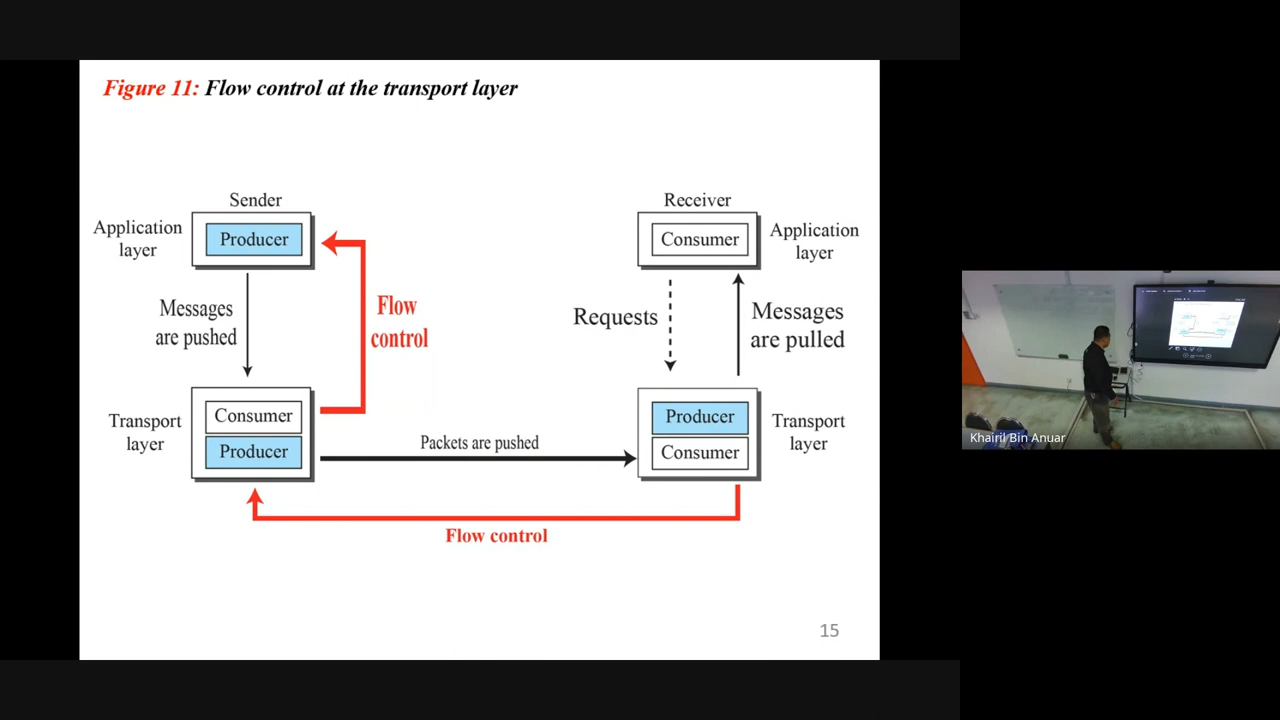 Figure 11: Flow control at the transport layer
Sender
Receiver
Application
layer
Producer
Consumer
Application
layer
Messages
are pushed
Flow
control
Requests
Messages
are pulled
Transport
layer
Consumer
Producer
Packets are pushed
Producer
Consumer
Transport
layer
Flow control
15
Khairil Bin Anuar